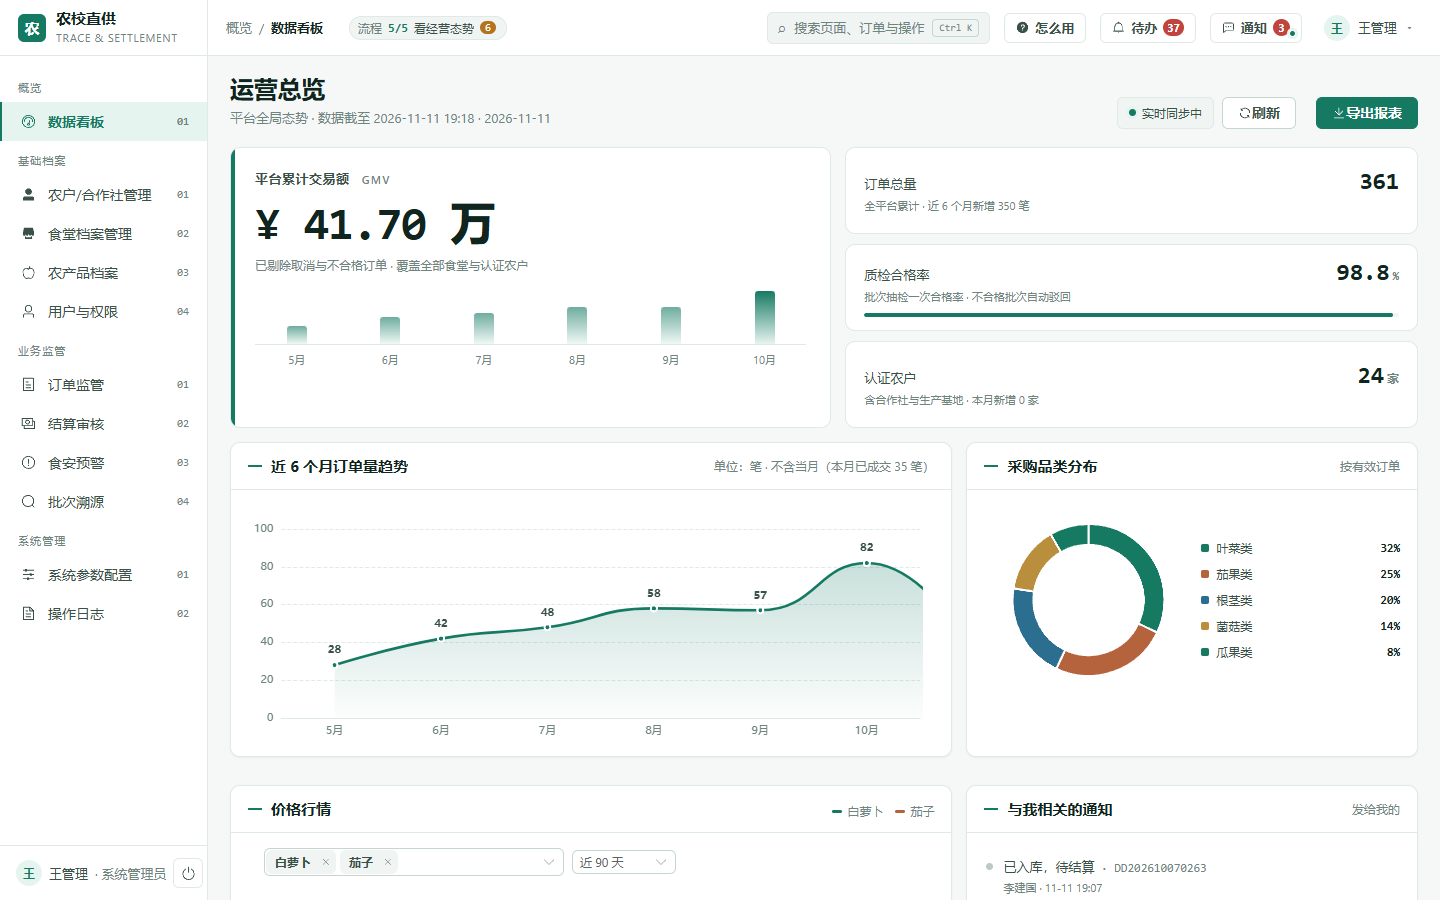 农
农校直供
TRACE & SETTLEMENT
概览 / 数据看板
流程 5/5 看经营态势 6
搜索页面、订单与操作 Ctrl K
怎么用
待办 37
通知 3
王 王管理
概览
数据看板 01
基础档案
农户/合作社管理 01
食堂档案管理 02
农产品档案 03
用户与权限 04
业务监管
订单监管 01
结算审核 02
食安预警 03
批次溯源 04
系统管理
系统参数配置 01
操作日志 02
王 王管理 · 系统管理员
运营总览
平台全局态势 · 数据截至 2026-11-11 19:18 · 2026-11-11
实时同步中
刷新
导出报表
平台累计交易额 GMV
¥ 41.70 万
已剔除取消与不合格订单 · 覆盖全部食堂与认证农户
5月 6月 7月 8月 9月 10月
订单总量 361
全平台累计 · 近 6 个月新增 350 笔
质检合格率 98.8%
批次抽检一次合格率 · 不合格批次自动驳回
认证农户 24 家
含合作社与生产基地 · 本月新增 0 家
近 6 个月订单量趋势
单位：笔 · 不含当月（本月已成交 35 笔）
100
80
60
40
20
0
28 42 48 58 57 82
5月 6月 7月 8月 9月 10月
采购品类分布 按有效订单
叶菜类 32%
茄果类 25%
根茎类 20%
菌菇类 14%
瓜果类 8%
价格行情
白萝卜 茄子
白萝卜 × 茄子 ×
近 90 天
与我相关的通知 发给我的
已入库，待结算 · DD202610070263
李建国 · 11-11 19:07